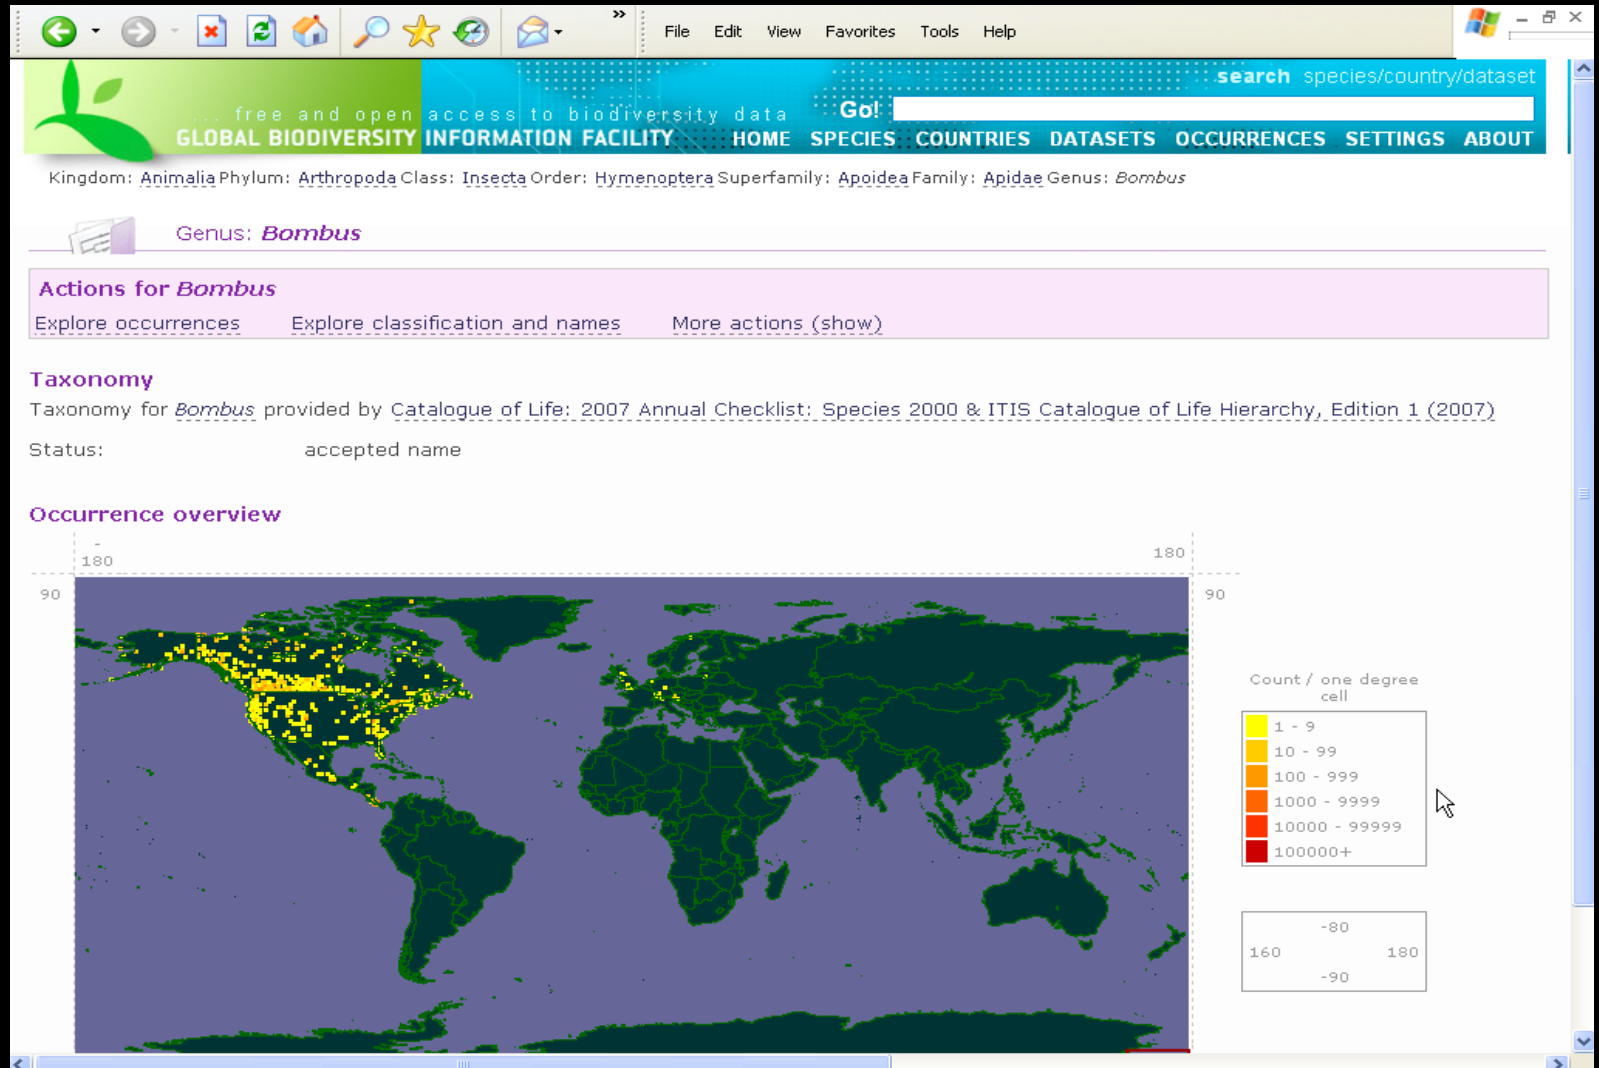 »
File Edit View Favorites Tools Help
search species/country/dataset
... free and open access to biodiversity data
Go!
GLOBAL BIODIVERSITY INFORMATION FACILITY
HOME SPECIES COUNTRIES DATASETS OCCURRENCES SETTINGS ABOUT
Kingdom: Animalia Phylum: Arthropoda Class: Insecta Order: Hymenoptera Superfamily: Apoidea Family: Apidae Genus: Bombus
Genus: Bombus
Actions for Bombus
Explore occurrences Explore classification and names More actions (show)
Taxonomy
Taxonomy for Bombus provided by Catalogue of Life: 2007 Annual Checklist: Species 2000 & ITIS Catalogue of Life Hierarchy, Edition 1 (2007)
Status: accepted name
Occurrence overview
-
180
180
90
90
Count / one degree
cell
1 - 9
10 - 99
100 - 999
1000 - 9999
10000 - 99999
100000+
-80
160 180
-90